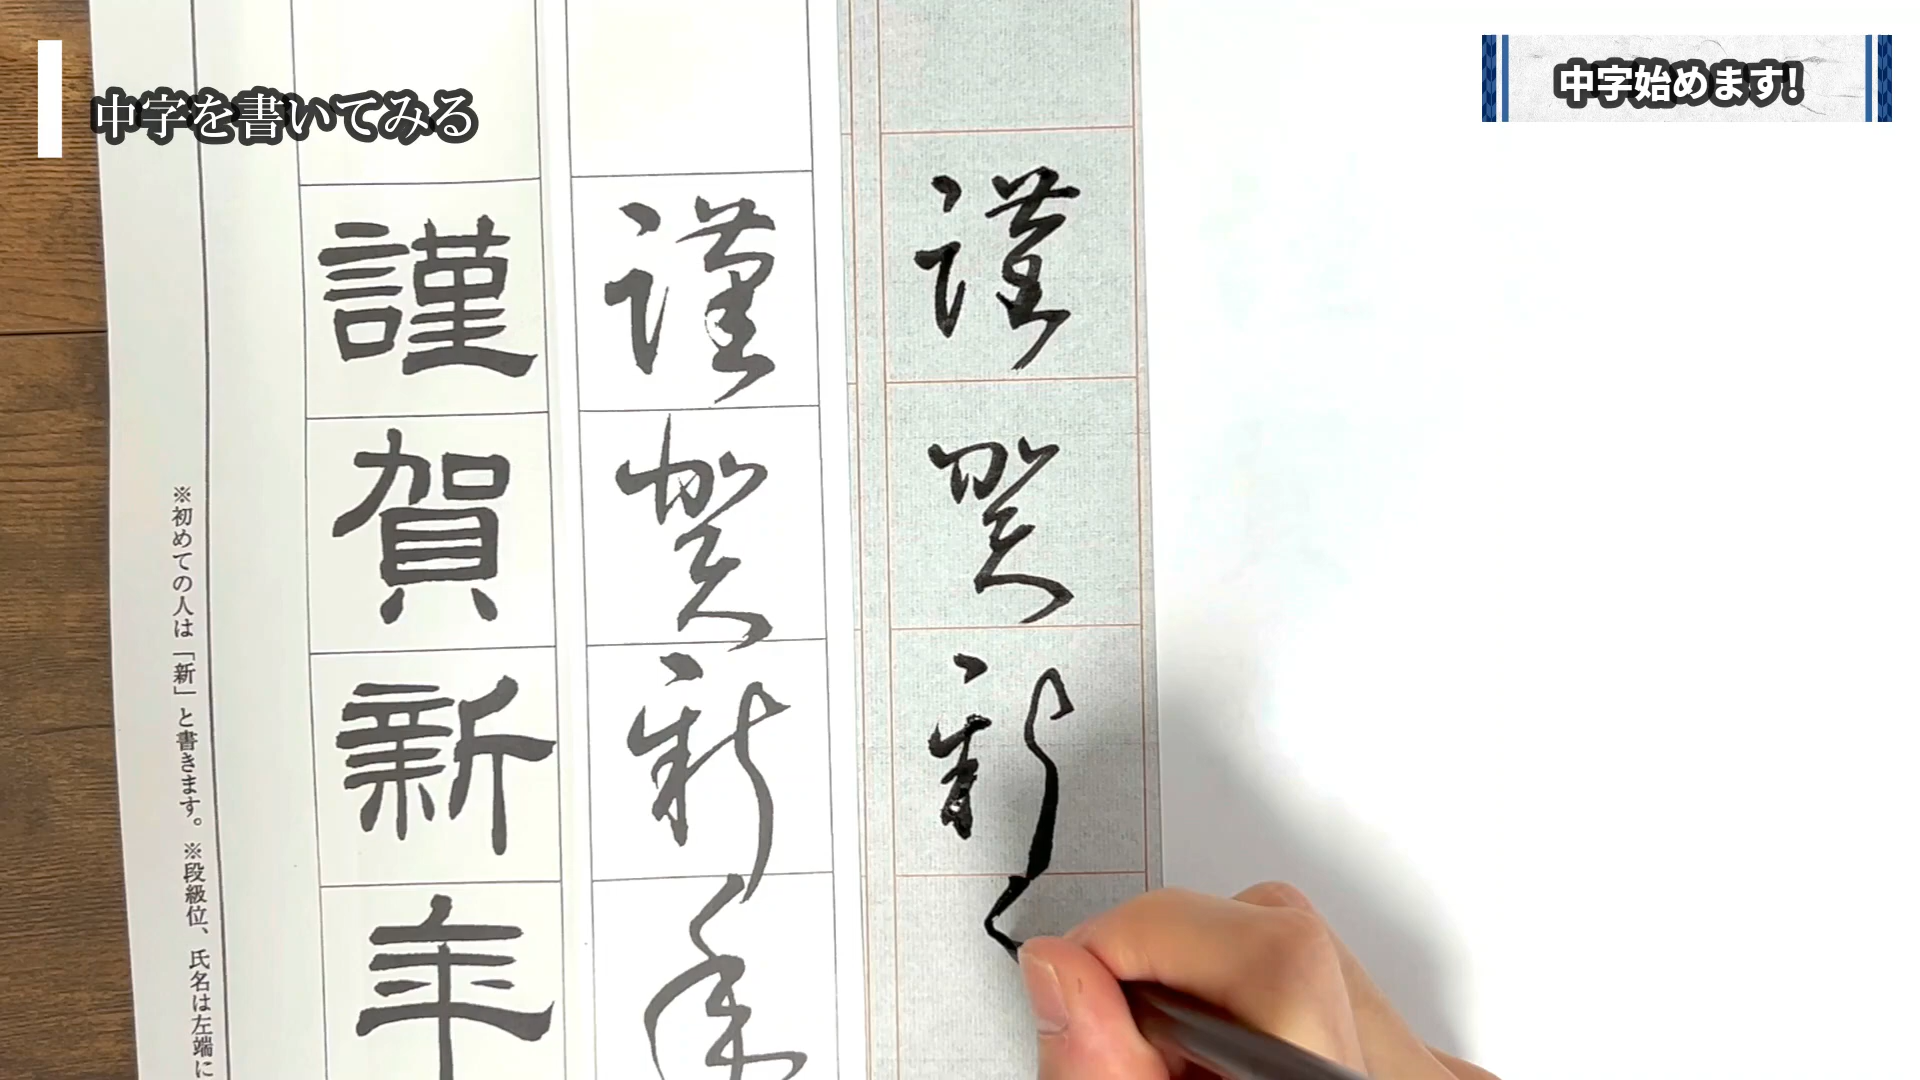 中字を書いてみる
中字始めます!
謹賀新
謹賀新年
謹賀新年
※初めての人は「新」と書きます。※段級位、氏名は左端に